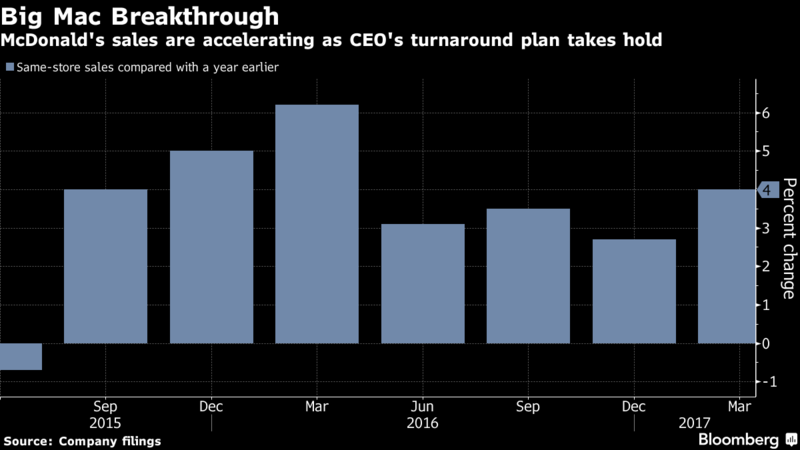 Big Mac Breakthrough
McDonald's sales are accelerating as CEO's turnaround plan takes hold
Same-store sales compared with a year earlier
6
5
4
3
2
1
0
-1
Percent change
Sep Dec Mar Jun Sep Dec Mar
2015 2016 2017
Source: Company filings
Bloomberg